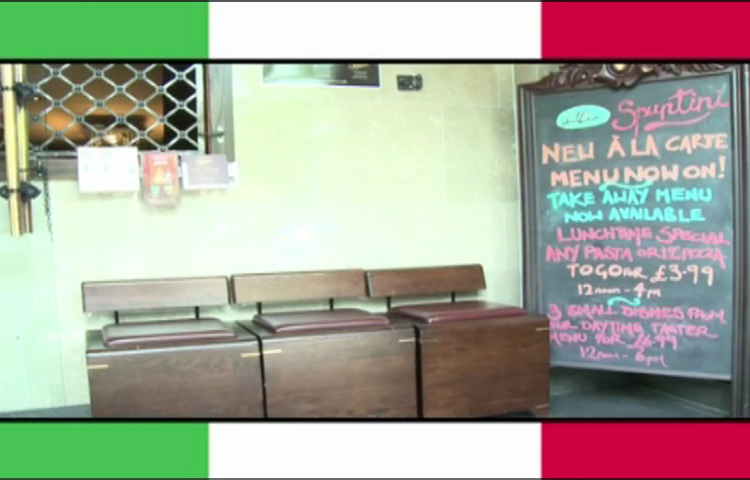 Spuntini
NEW À LA CARTE
MENU NOW ON!
TAKE AWAY MENU
NOW AVAILABLE
LUNCHTIME SPECIAL
ANY PASTA OR 12" PIZZA
TO GO FOR £3.99
12noon - 4pm
3 SMALL DISHES FROM
OUR DAYTIME TASTER
MENU FOR £6.99
12noon - 6pm